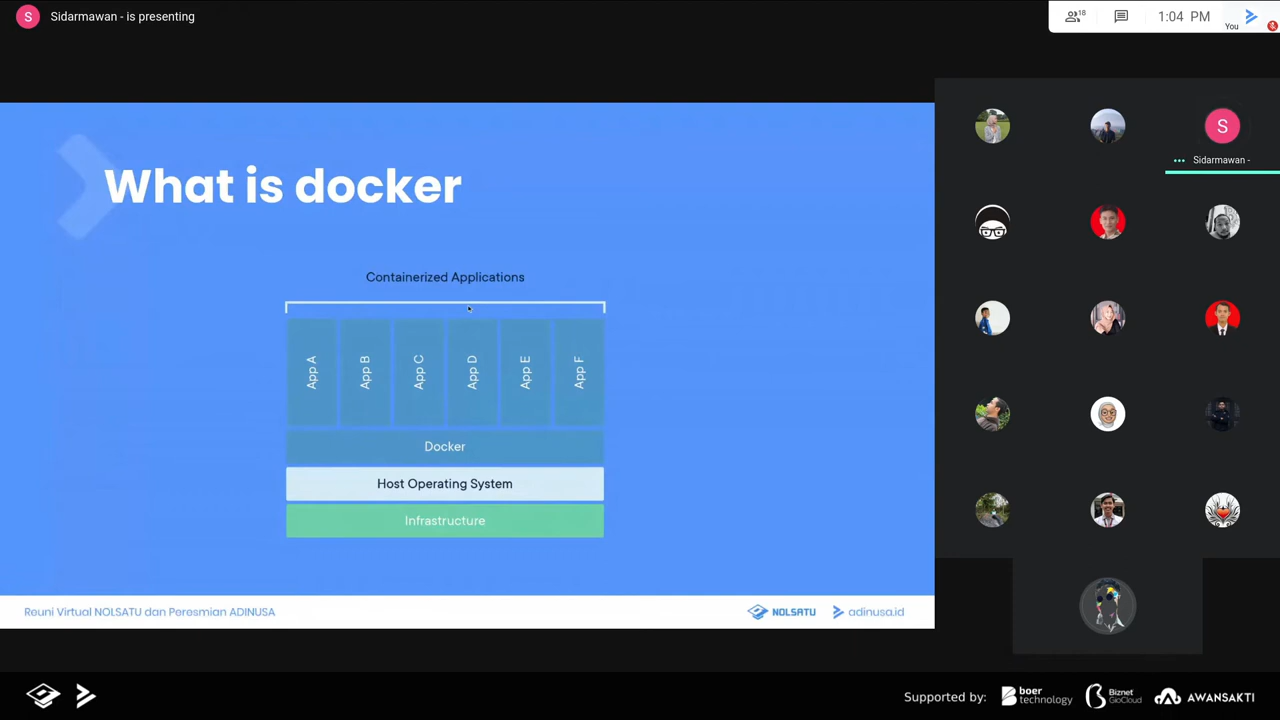 S
Sidarmawan - is presenting
18
1:04 PM
You
What is docker
Containerized Applications
App A
App B
App C
App D
App E
App F
Docker
Host Operating System
Infrastructure
Reuni Virtual NOLSATU dan Peresmian ADINUSA
NOLSATU
adinusa.id
S
Sidarmawan -
Supported by:
boer
technology
Biznet
GioCloud
AWANSAKTI